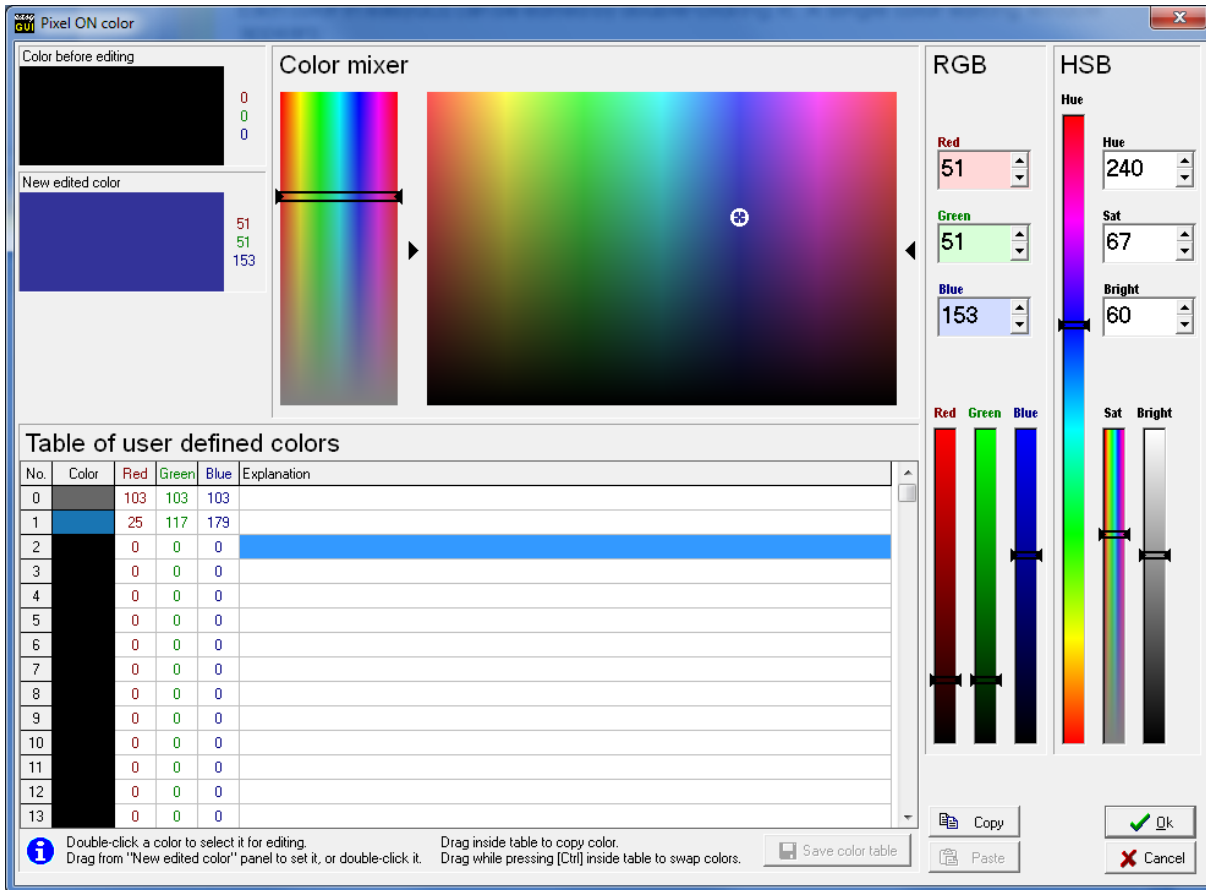 easy GUI Pixel ON color
x
Color before editing
0
0
0
New edited color
51
51
153
Color mixer
RGB
Red
51
Green
51
Blue
153
Red Green Blue
HSB
Hue
Hue
240
Sat
67
Bright
60
Sat Bright
Table of user defined colors
No. Color Red Green Blue Explanation
0 103 103 103
1 25 117 179
2 0 0 0
3 0 0 0
4 0 0 0
5 0 0 0
6 0 0 0
7 0 0 0
8 0 0 0
9 0 0 0
10 0 0 0
11 0 0 0
12 0 0 0
13 0 0 0
Double-click a color to select it for editing.
Drag from "New edited color" panel to set it, or double-click it.
Drag inside table to copy color.
Drag while pressing [Ctrl] inside table to swap colors.
Save color table
Copy
Paste
Ok
Cancel